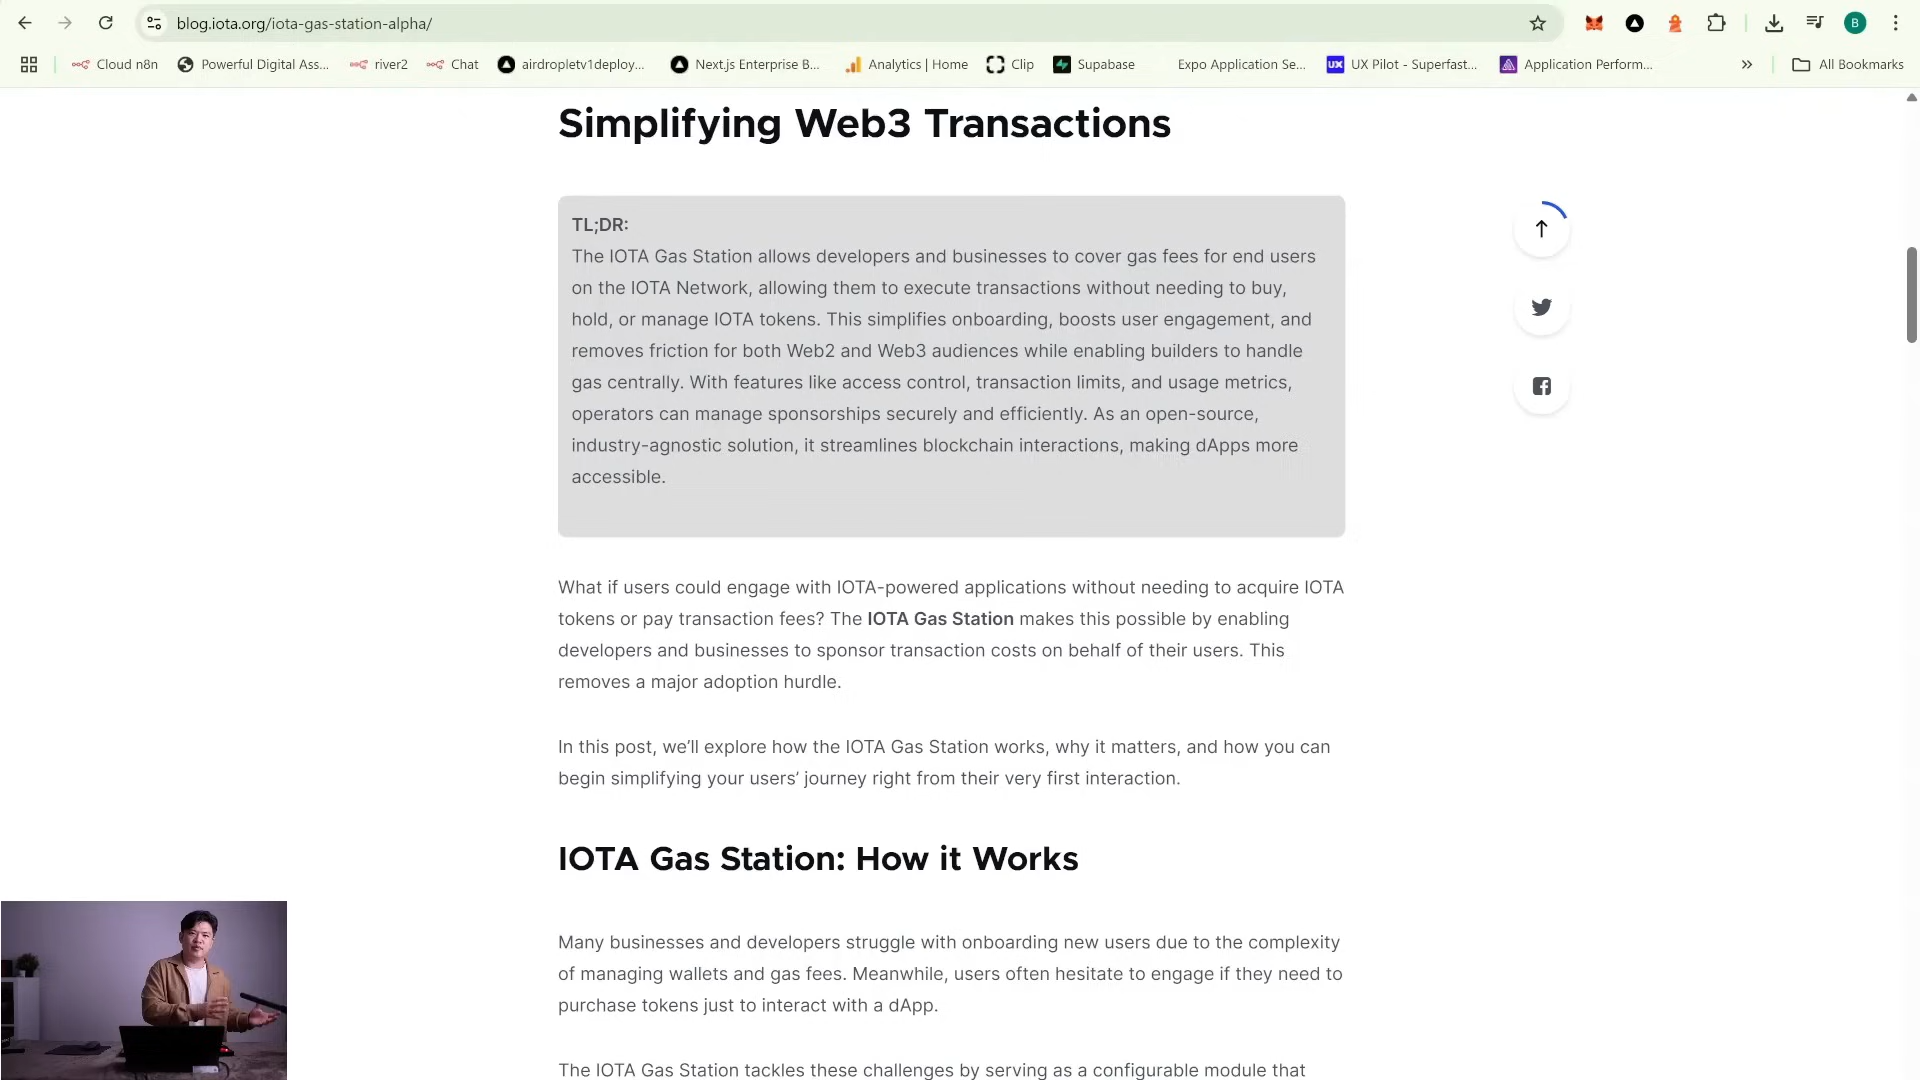 blog.iota.org/iota-gas-station-alpha/
B
Cloud n8n
Powerful Digital Ass...
river2
Chat
airdropletv1deploy...
Next.js Enterprise B...
Analytics | Home
Clip
Supabase
Expo Application Se...
UX
UX Pilot - Superfast...
Application Perform...
»
All Bookmarks
Simplifying Web3 Transactions
TL;DR:
The IOTA Gas Station allows developers and businesses to cover gas fees for end users
on the IOTA Network, allowing them to execute transactions without needing to buy,
hold, or manage IOTA tokens. This simplifies onboarding, boosts user engagement, and
removes friction for both Web2 and Web3 audiences while enabling builders to handle
gas centrally. With features like access control, transaction limits, and usage metrics,
operators can manage sponsorships securely and efficiently. As an open-source,
industry-agnostic solution, it streamlines blockchain interactions, making dApps more
accessible.
What if users could engage with IOTA-powered applications without needing to acquire IOTA
tokens or pay transaction fees? The IOTA Gas Station makes this possible by enabling
developers and businesses to sponsor transaction costs on behalf of their users. This
removes a major adoption hurdle.
In this post, we’ll explore how the IOTA Gas Station works, why it matters, and how you can
begin simplifying your users’ journey right from their very first interaction.
IOTA Gas Station: How it Works
Many businesses and developers struggle with onboarding new users due to the complexity
of managing wallets and gas fees. Meanwhile, users often hesitate to engage if they need to
purchase tokens just to interact with a dApp.
The IOTA Gas Station tackles these challenges by serving as a configurable module that